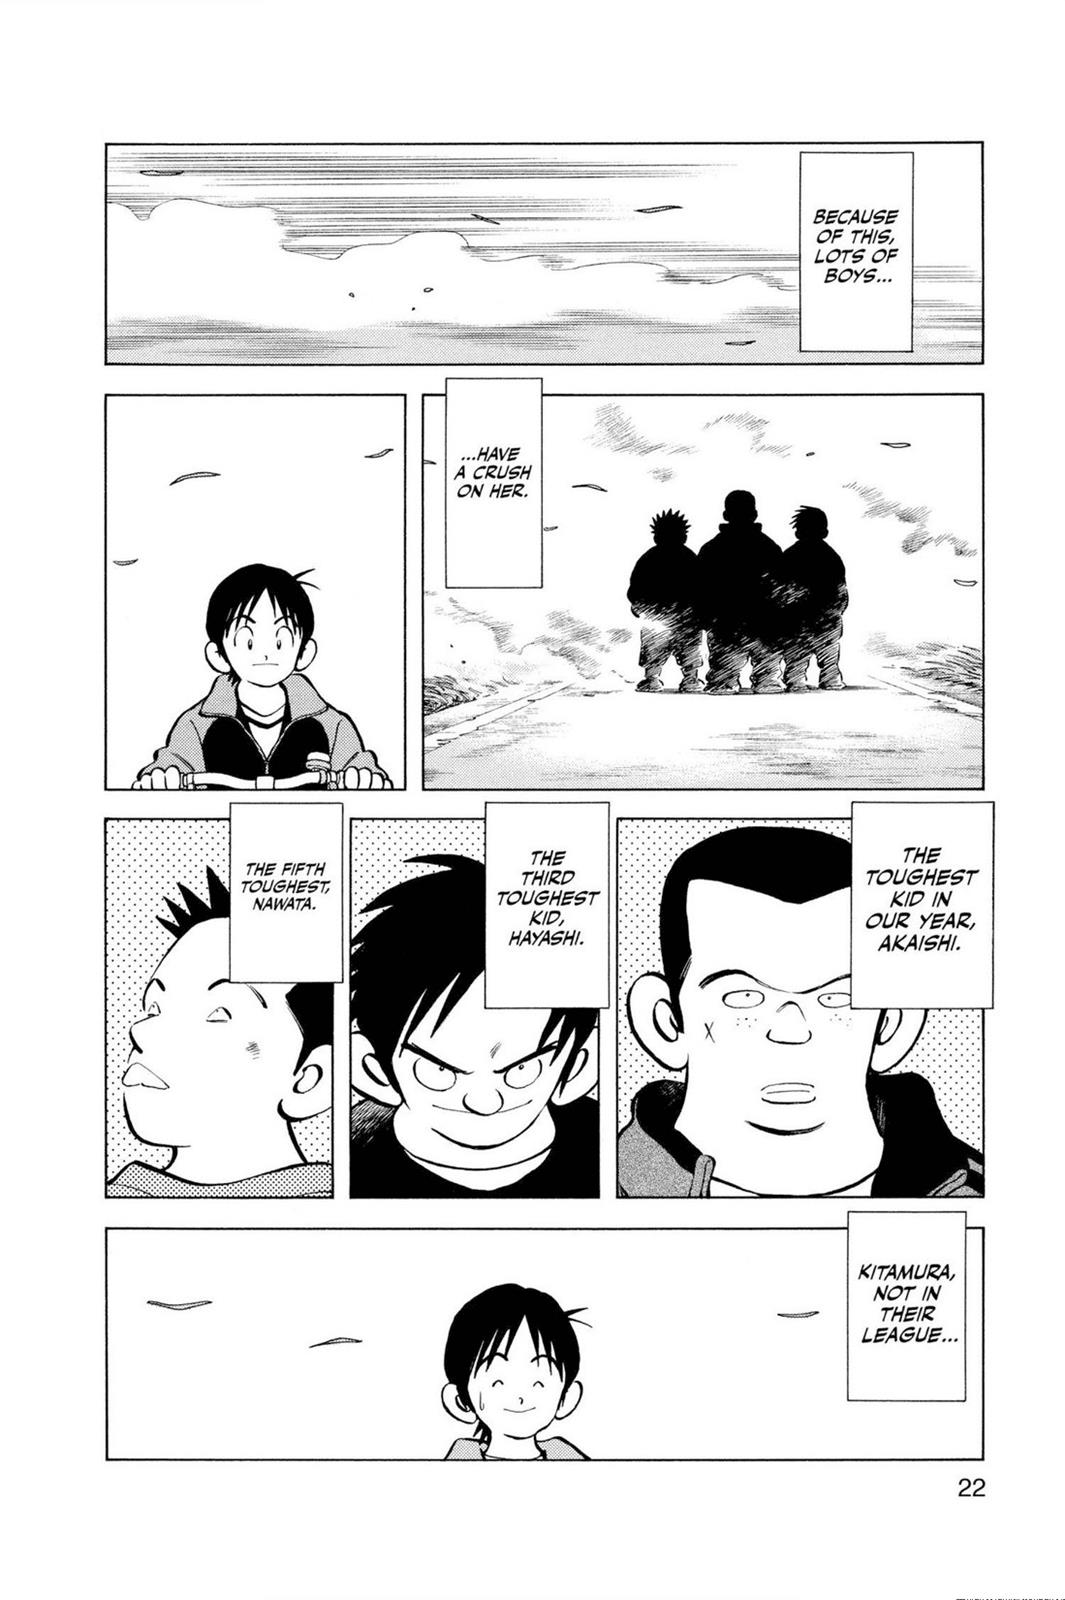 BECAUSE
OF THIS,
LOTS OF
BOYS...
...HAVE
A CRUSH
ON HER.
THE
TOUGHEST
KID IN
OUR YEAR,
AKAISHI.
THE
THIRD
TOUGHEST
KID,
HAYASHI.
THE FIFTH
TOUGHEST,
NAWATA.
KITAMURA,
NOT IN
THEIR
LEAGUE...
22